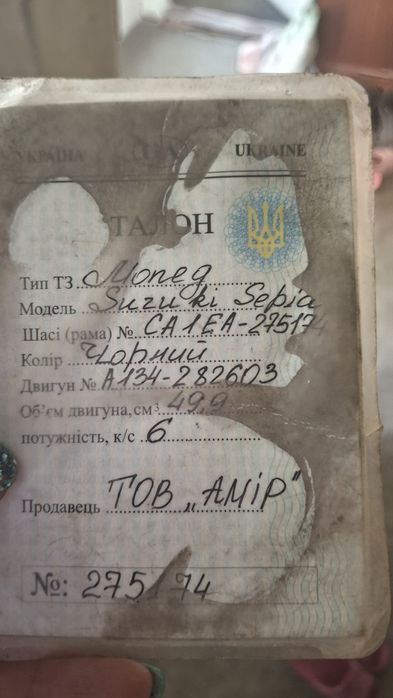 УКРАЇНА UKRAINE
ТАЛОН
Тип ТЗ Мопед
Модель Suzuki Sepia
Шасі (рама) № CA1EA-275174
Колір Чорний
Двигун № A134-282603
Об'єм двигуна, см³ 49,9
потужність, к/с 6
Продавець ТОВ „АМІР"
№: 275174